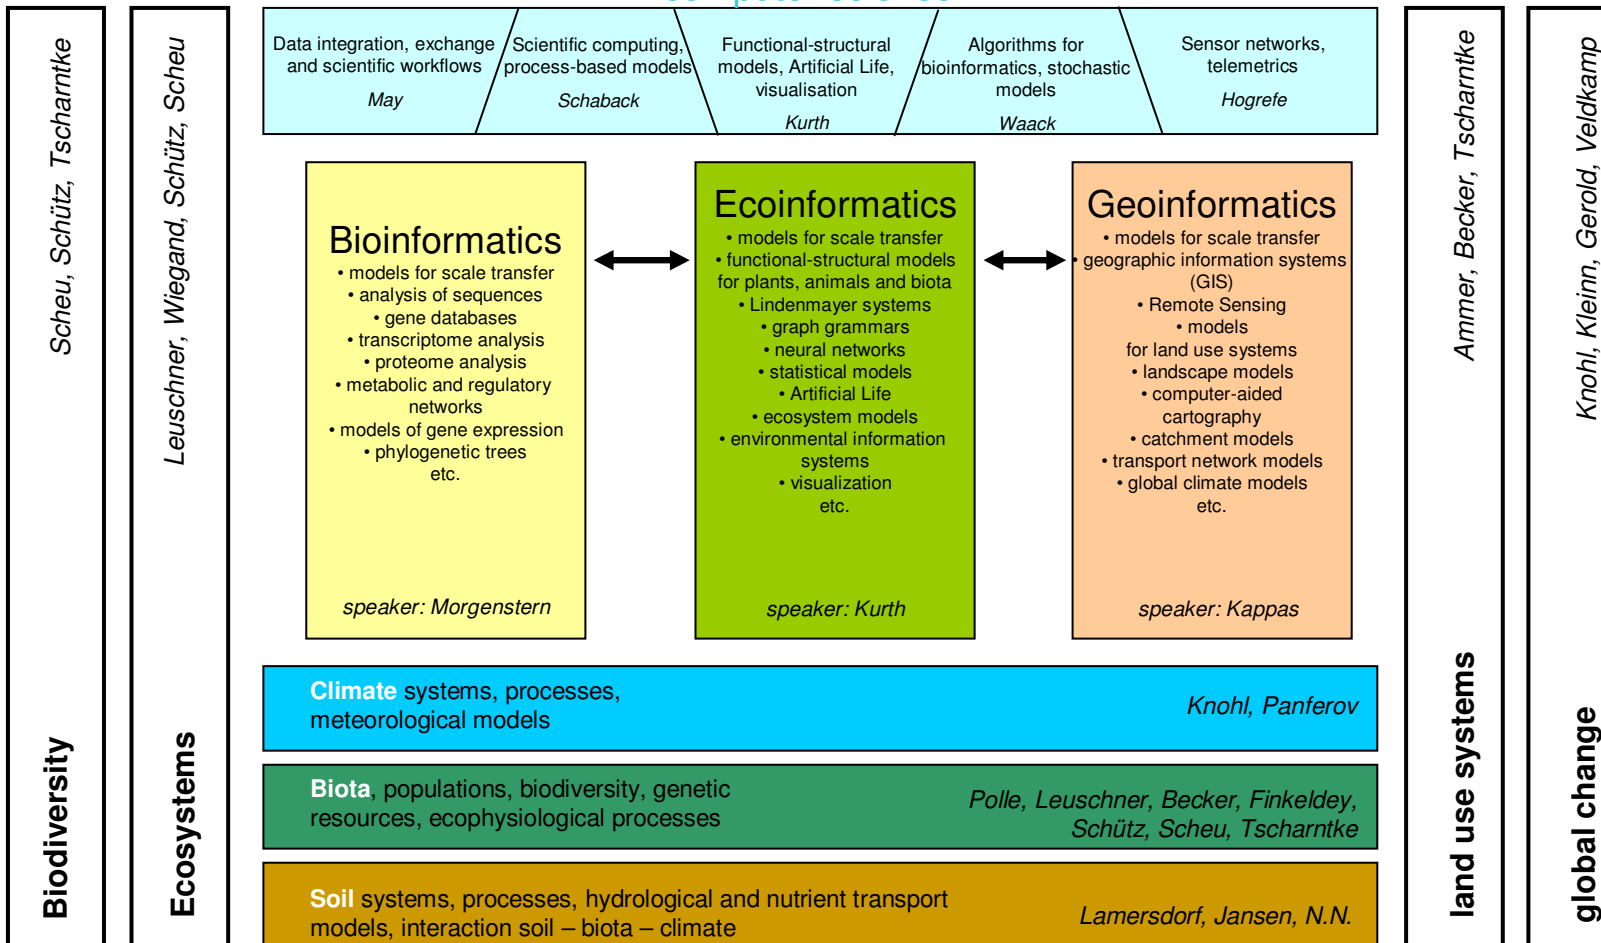 computer science
Data integration, exchange
and scientific workflows
May
Scientific computing,
process-based models
Schaback
Functional-structural
models, Artificial Life,
visualisation
Kurth
Algorithms for
bioinformatics, stochastic
models
Waack
Sensor networks,
telemetrics
Hogrefe
Scheu, Schütz, Tscharntke
Biodiversity
Leuschner, Wiegand, Schütz, Scheu
Ecosystems
Bioinformatics
• models for scale transfer
• analysis of sequences
• gene databases
• transcriptome analysis
• proteome analysis
• metabolic and regulatory
networks
• models of gene expression
• phylogenetic trees
etc.
speaker: Morgenstern
Ecoinformatics
• models for scale transfer
• functional-structural models
for plants, animals and biota
• Lindenmayer systems
• graph grammars
• neural networks
• statistical models
• Artificial Life
• ecosystem models
• environmental information
systems
• visualization
etc.
speaker: Kurth
Geoinformatics
• models for scale transfer
• geographic information systems
(GIS)
• Remote Sensing
• models
for land use systems
• landscape models
• computer-aided
cartography
• catchment models
• transport network models
• global climate models
etc.
speaker: Kappas
Ammer, Becker, Tscharntke
land use systems
Knohl, Kleinn, Gerold, Veldkamp
global change
Climate systems, processes,
meteorological models
Knohl, Panferov
Biota, populations, biodiversity, genetic
resources, ecophysiological processes
Polle, Leuschner, Becker, Finkeldey,
Schütz, Scheu, Tscharntke
Soil systems, processes, hydrological and nutrient transport
models, interaction soil – biota – climate
Lamersdorf, Jansen, N.N.